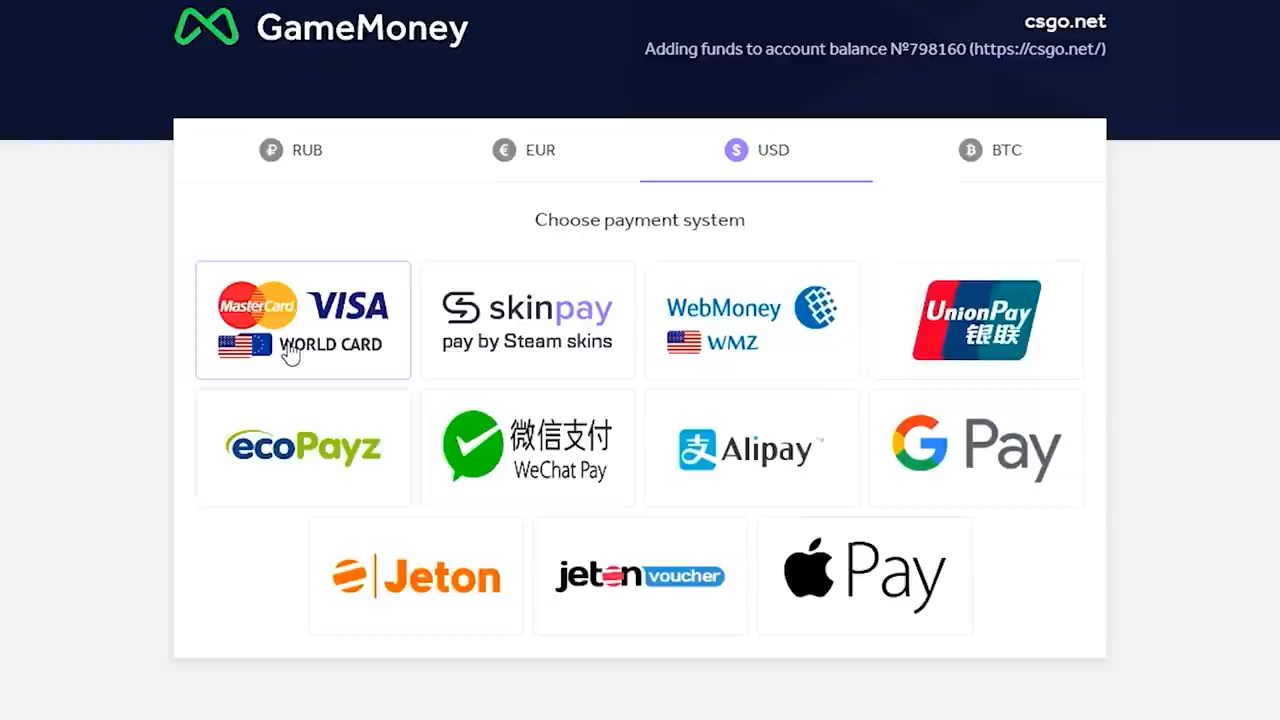 GameMoney
csgo.net
Adding funds to account balance №798160 (https://csgo.net/)
₽ RUB
€ EUR
$ USD
BTC
Choose payment system
MasterCard VISA
WORLD CARD
skinpay
pay by Steam skins
WebMoney
WMZ
UnionPay
银联
ecoPayz
微信支付
WeChat Pay
支 Alipay™
G Pay
Jeton
jeton voucher
Pay